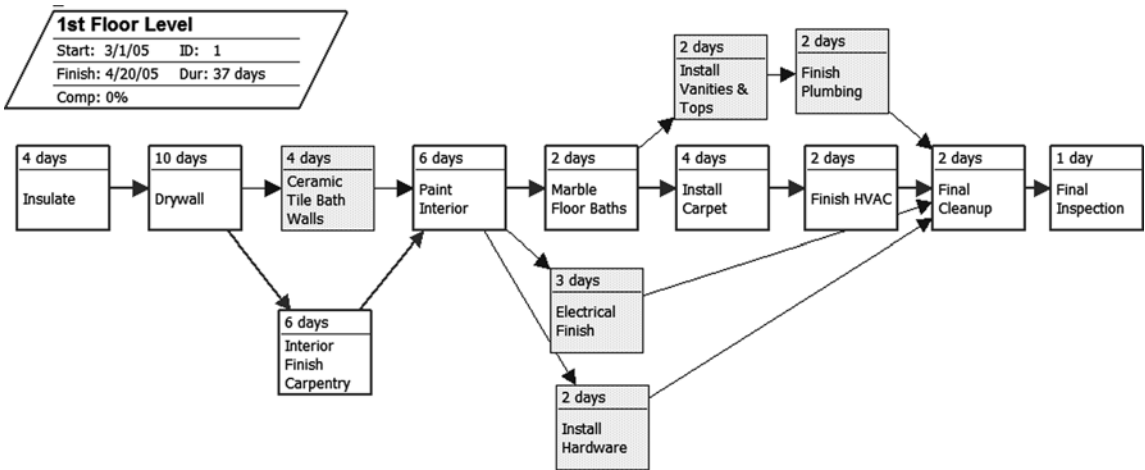 1st Floor Level
Start: 3/1/05 ID: 1
Finish: 4/20/05 Dur: 37 days
Comp: 0%
2 days
Install
Vanities &
Tops
2 days
Finish
Plumbing
4 days
Insulate
10 days
Drywall
4 days
Ceramic
Tile Bath
Walls
6 days
Paint
Interior
2 days
Marble
Floor Baths
4 days
Install
Carpet
2 days
Finish HVAC
2 days
Final
Cleanup
1 day
Final
Inspection
3 days
Electrical
Finish
6 days
Interior
Finish
Carpentry
2 days
Install
Hardware